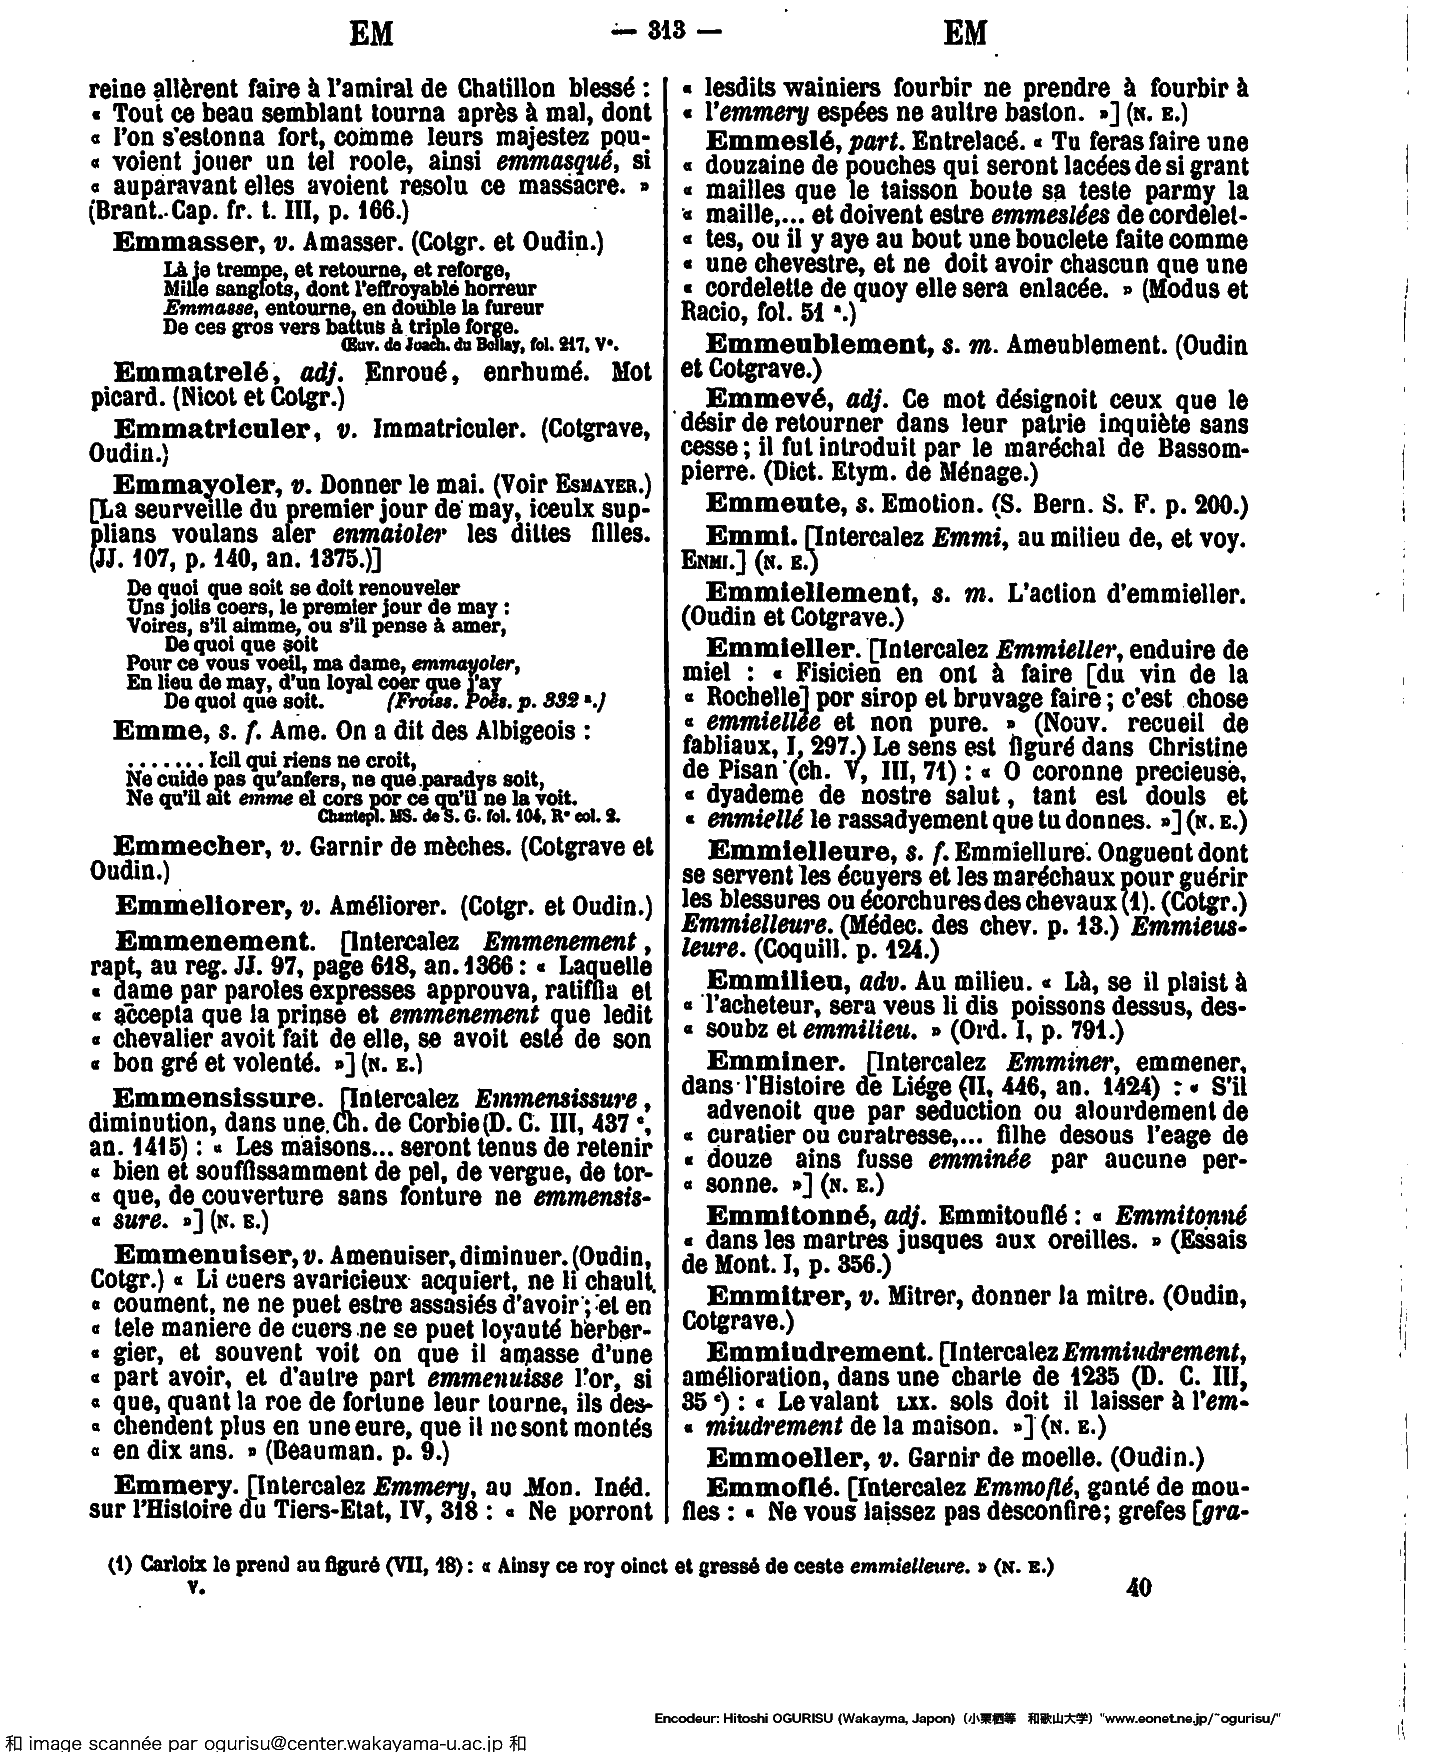 EM — 313 — EM
reine allèrent faire à l'amiral de Chatillon blessé :
« Tout ce beau semblant tourna après à mal, dont
« l'on s'estonna fort, comme leurs majestez pou-
« voient jouer un tel roole, ainsi emmasqué, si
« auparavant elles avoient resolu ce massacre. »
(Brant. Cap. fr. t. III, p. 166.)
Emmasser, v. Amasser. (Cotgr. et Oudin.)
Là je trempe, et retourne, et reforge,
Mille sanglots, dont l'effroyable horreur
Emmasse, entourne, en double la fureur
De ces gros vers battus à triple forge.
Œuv. de Joach. du Bellay, fol. 217, V°.
Emmatrelé, adj. Enroué, enrhumé. Mot
picard. (Nicot et Cotgr.)
Emmatriculer, v. Immatriculer. (Cotgrave,
Oudin.)
Emmayoler, v. Donner le mai. (Voir ESMAYER.)
[La seurveille du premier jour de may, iceulx sup-
plians voulans aler enmaioler les dittes filles.
(JJ. 107, p. 140, an. 1375.)]
De quoi que soit se doit renouveler
Uns jolis coers, le premier jour de may :
Voires, s'il aimme, ou s'il pense à amer,
De quoi que soit
Pour ce vous voeil, ma dame, emmayoler,
En lieu de may, d'un loyal coer que j'ay
De quoi que soit. (Froiss. Poës. p. 332 ª.)
Emme, s. f. Ame. On a dit des Albigeois :
....... Icil qui riens ne croit,
Ne cuide pas qu'anfers, ne que paradys soit,
Ne qu'il ait emme el cors por ce qu'il ne la voit.
Chantepl. MS. de S. G. fol. 104, R° col. 2.
Emmecher, v. Garnir de mèches. (Cotgrave et
Oudin.)
Emmeliorer, v. Améliorer. (Cotgr. et Oudin.)
Emmenement. [Intercalez Emmenement,
rapt, au reg. JJ. 97, page 618, an. 1366 : « Laquelle
« dame par paroles expresses approuva, ratiffia et
« accepta que la prinse et emmenement que ledit
« chevalier avoit fait de elle, se avoit esté de son
« bon gré et volenté. »] (N. E.)
Emmensissure. [Intercalez Emmensissure,
diminution, dans une Ch. de Corbie (D. C. III, 437 ᶜ,
an. 1415) : « Les maisons... seront tenus de retenir
« bien et souffissamment de pel, de vergue, de tor-
« que, de couverture sans fonture ne emmensis-
« sure. »] (N. E.)
Emmenuiser, v. Amenuiser, diminuer. (Oudin,
Cotgr.) « Li cuers avaricieux acquiert, ne li chault
« coument, ne ne puet estre assasiés d'avoir ; et en
« tele maniere de cuers ne se puet loyauté herber-
« gier, et souvent voit on que il amasse d'une
« part avoir, et d'autre part emmenuisse l'or, si
« que, quant la roe de fortune leur tourne, ils des-
« chendent plus en une eure, que il ne sont montés
« en dix ans. » (Beauman. p. 9.)
Emmery. [Intercalez Emmery, au Mon. Inéd.
sur l'Histoire du Tiers-Etat, IV, 318 : « Ne porront
« lesdits wainiers fourbir ne prendre à fourbir à
« l'emmery espées ne aultre baston. »] (N. E.)
Emmeslé, part. Entrelacé. « Tu feras faire une
« douzaine de pouches qui seront lacées de si grant
« mailles que le taisson boute sa teste parmy la
« maille,... et doivent estre emmeslées de cordelet-
« tes, ou il y aye au bout une bouclete faite comme
« une chevestre, et ne doit avoir chascun que une
« cordelette de quoy elle sera enlacée. » (Modus et
Racio, fol. 51 ª.)
Emmeublement, s. m. Ameublement. (Oudin
et Cotgrave.)
Emmevé, adj. Ce mot désignoit ceux que le
désir de retourner dans leur patrie inquiète sans
cesse ; il fut introduit par le maréchal de Bassom-
pierre. (Dict. Etym. de Ménage.)
Emmeute, s. Emotion. (S. Bern. S. F. p. 200.)
Emmi. [Intercalez Emmi, au milieu de, et voy.
ENMI.] (N. E.)
Emmiellement, s. m. L'action d'emmieller.
(Oudin et Cotgrave.)
Emmieller. [Intercalez Emmieller, enduire de
miel : « Fisicien en ont à faire [du vin de la
« Rochelle] por sirop et bruvage faire ; c'est chose
« emmiellée et non pure. » (Nouv. recueil de
fabliaux, I, 297.) Le sens est figuré dans Christine
de Pisan (ch. V, III, 71) : « O coronne precieuse,
« dyademe de nostre salut, tant est douls et
« enmiellé le rassadyement que tu donnes. »] (N. E.)
Emmielleure, s. f. Emmiellure. Onguent dont
se servent les écuyers et les maréchaux pour guérir
les blessures ou écorchures des chevaux (1). (Cotgr.)
Emmielleure. (Médec. des chev. p. 13.) Emmieus-
leure. (Coquill. p. 124.)
Emmilieu, adv. Au milieu. « Là, se il plaist à
« l'acheteur, sera veus li dis poissons dessus, des-
« soubz et emmilieu. » (Ord. I, p. 791.)
Emminer. [Intercalez Emminer, emmener,
dans l'Histoire de Liége (II, 446, an. 1424) : « S'il
advenoit que par seduction ou alourdement de
« curatier ou curatresse,... filhe desous l'eage de
« douze ains fusse emminée par aucune per-
« sonne. »] (N. E.)
Emmitonné, adj. Emmitouflé : « Emmitonné
« dans les martres jusques aux oreilles. » (Essais
de Mont. I, p. 356.)
Emmitrer, v. Mitrer, donner la mitre. (Oudin,
Cotgrave.)
Emmiudrement. [Intercalez Emmiudrement,
amélioration, dans une charte de 1235 (D. C. III,
35 ᶜ) : « Le valant LXX. sols doit il laisser à l'em-
« miudrement de la maison. »] (N. E.)
Emmoeller, v. Garnir de moelle. (Oudin.)
Emmoflé. [Intercalez Emmoflé, ganté de mou-
fles : « Ne vous laissez pas desconfire ; grefes [gra-
(1) Carloix le prend au figuré (VII, 18) : « Ainsy ce roy oinct et gressé de ceste emmielleure. » (N. E.)
V. 40
Encodeur: Hitoshi OGURISU (Wakayma, Japon) (小栗栖等 和歌山大学) "www.eonet.ne.jp/~ogurisu/"
和 image scannée par ogurisu@center.wakayama-u.ac.jp 和